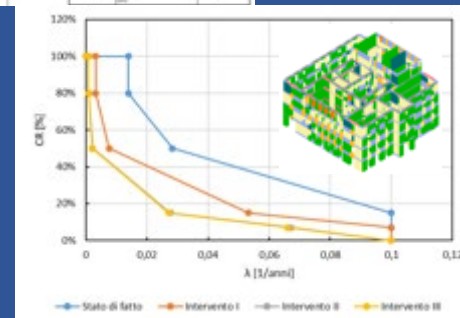 120%
100%
80%
60%
40%
20%
0%
CR [%]
0 0,02 0,04 0,06 0,08 0,1 0,12
λ [1/anni]
Stato di fatto Intervento I Intervento II Intervento III